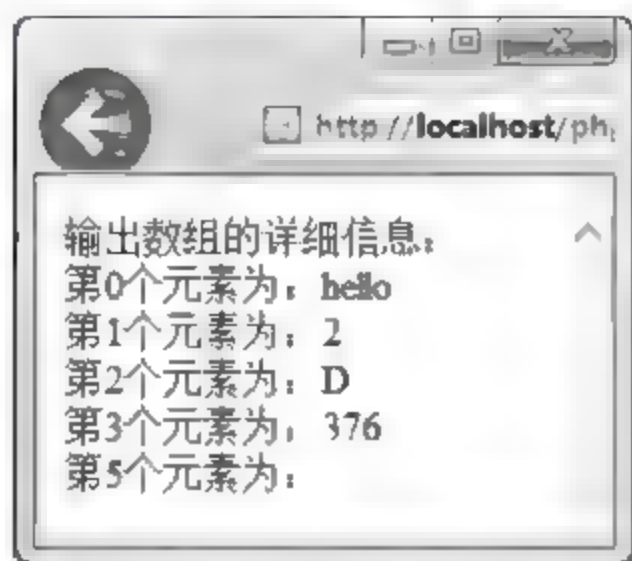 http://localhost/ph
输出数组的详细信息：
第0个元素为：hello
第1个元素为：2
第2个元素为：D
第3个元素为：376
第5个元素为：